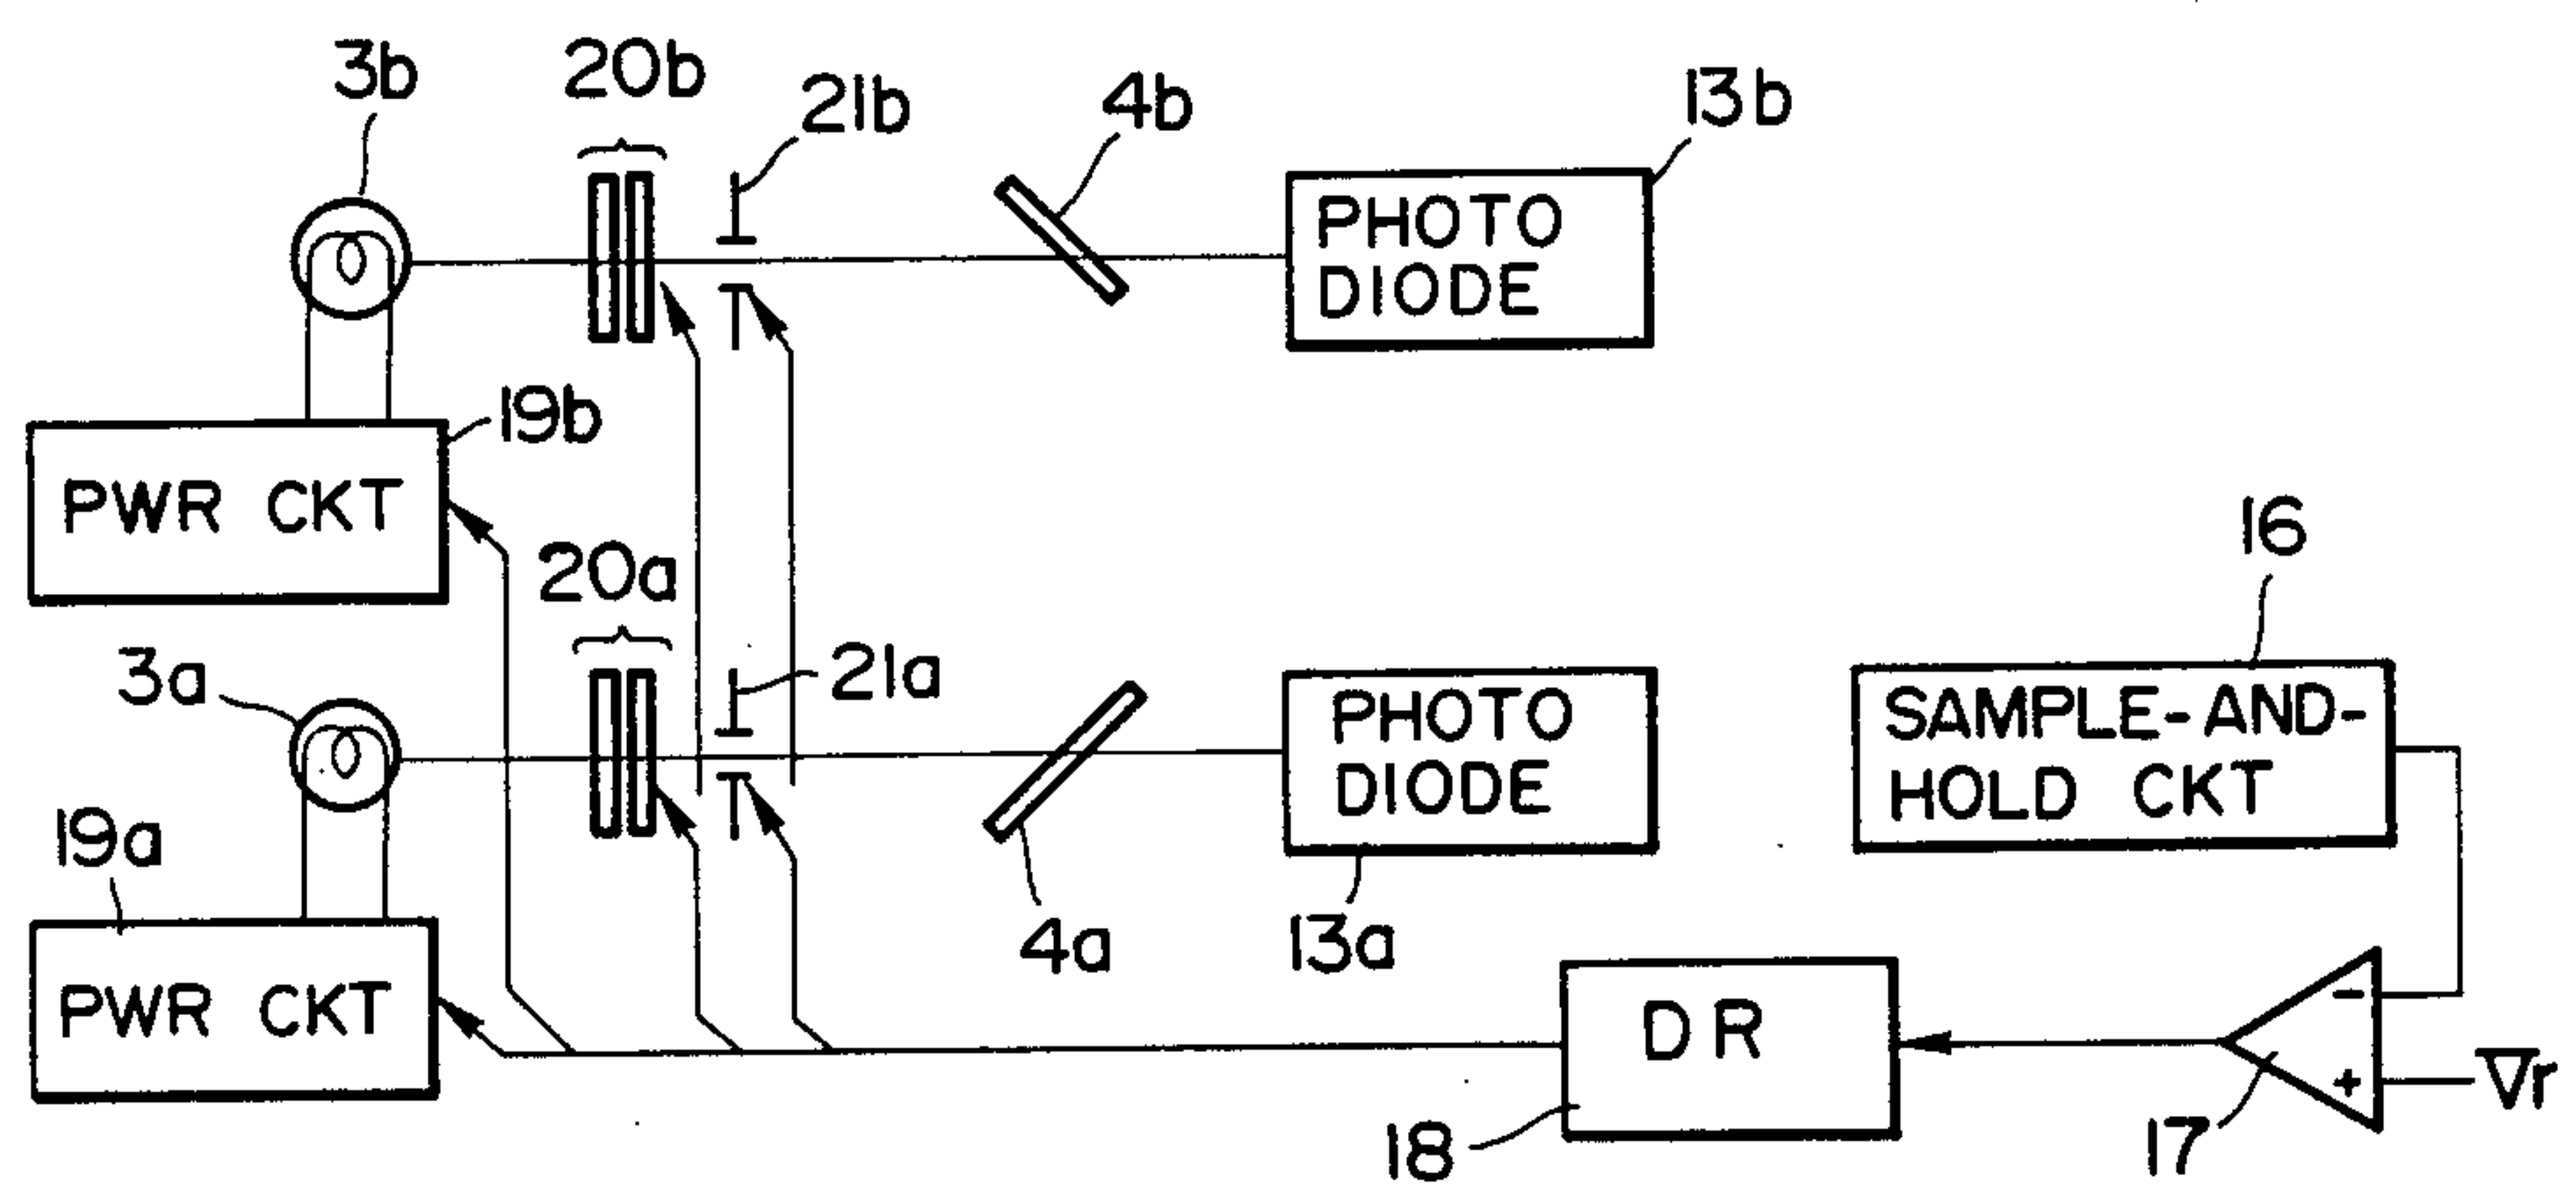 3b
20b
21b
4b
13b
PHOTO
DIODE
19b
PWR CKT
20a
16
3a
21a
PHOTO
DIODE
SAMPLE-AND-
HOLD CKT
19a
4a
13a
PWR CKT
DR
-
+
Vr
18
17